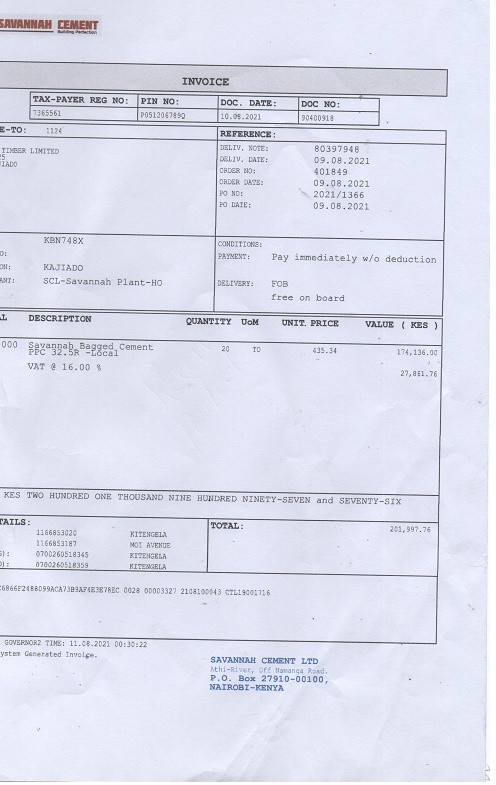 SAVANNAH CEMENT
INVOICE
TAX-PAYER REG NO: PIN NO: DOC. DATE: DOC NO:
7365561 P051206789Q 10.08.2021 90400918
E-TO: 1124 REFERENCE:
TIMBER LIMITED
DELIV. NOTE: 80397948
DELIV. DATE: 09.08.2021
ORDER NO: 401849
ORDER DATE: 09.08.2021
PO NO: 2021/1366
PO DATE: 09.08.2021
KBN748X CONDITIONS:
O: PAYMENT: Pay immediately w/o deduction
ON: KAJIADO
ANT: SCL-Savannah Plant-HO DELIVERY: FOB
free on board
AL DESCRIPTION QUANTITY UoM UNIT PRICE VALUE ( KES )
000 Savannah Bagged Cement 20 TO 435.34 174,136.00
PPC 32.5R -Local
VAT @ 16.00 % 27,861.76
KES TWO HUNDRED ONE THOUSAND NINE HUNDRED NINETY-SEVEN and SEVENTY-SIX
TAILS: TOTAL: 201,997.76
1166853020 KITENGELA
1166853187 MOI AVENUE
S): 0700260518345 KITENGELA
D): 0700260518359 KITENGELA
C6866F2488099ACA73B9AF4E3E78EC 0028 00003327 2108100043 CTL19001716
GOVERNOR2 TIME: 11.08.2021 00:30:22
ystem Generated Invoice.
SAVANNAH CEMENT LTD
Athi-River, Off Namanga Road.
P.O. Box 27910-00100,
NAIROBI-KENYA